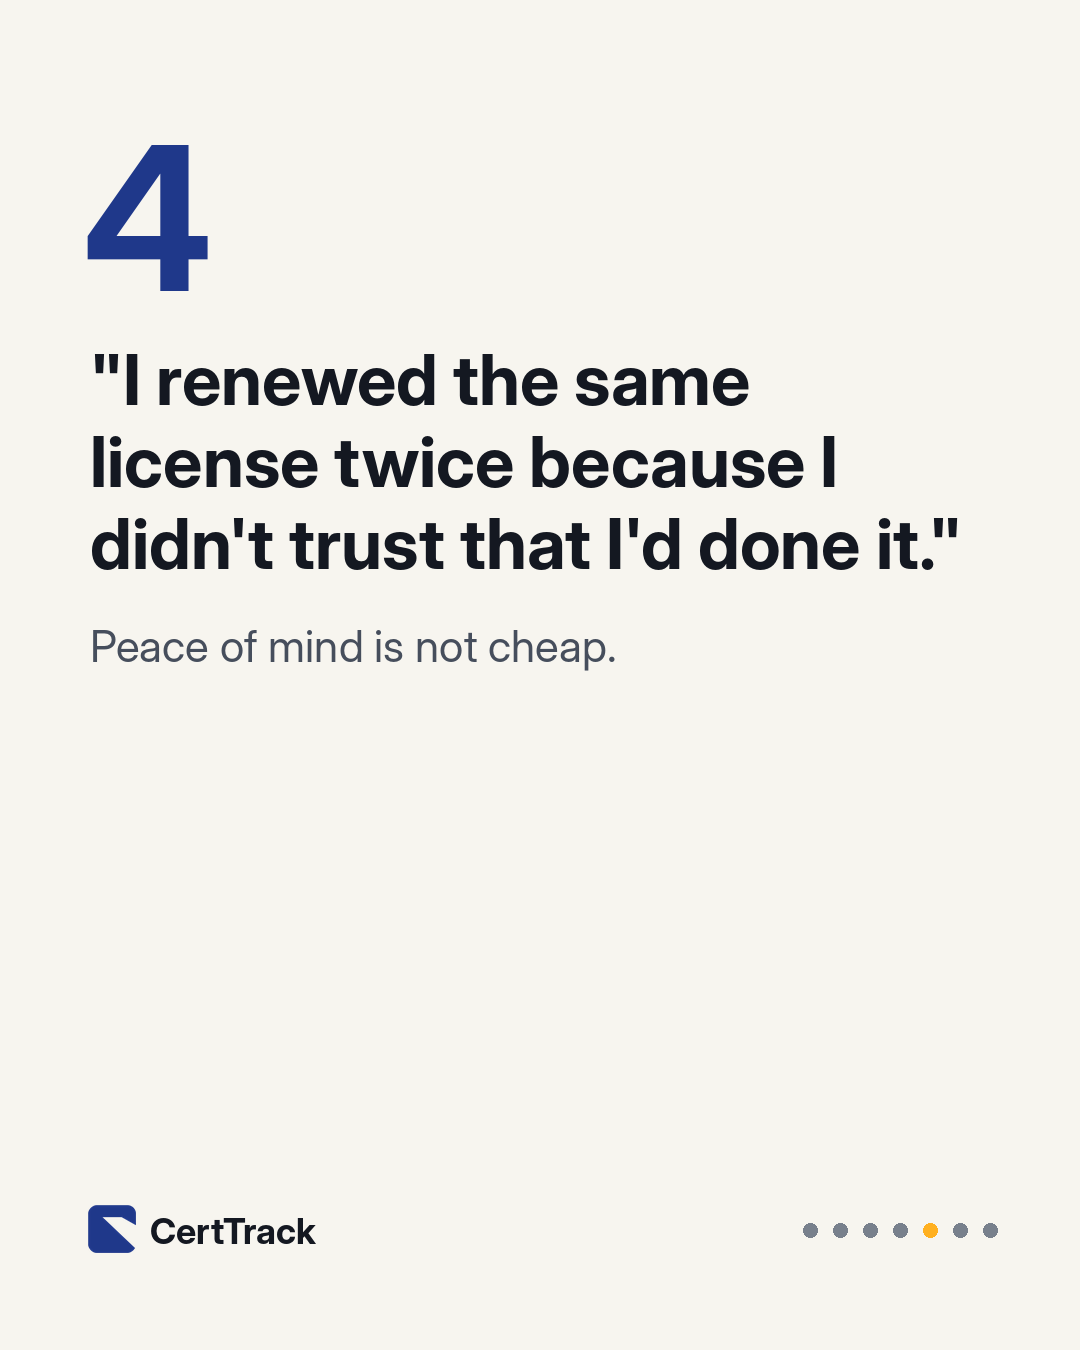 4
"I renewed the same
license twice because I
didn't trust that I'd done it."
Peace of mind is not cheap.
CertTrack